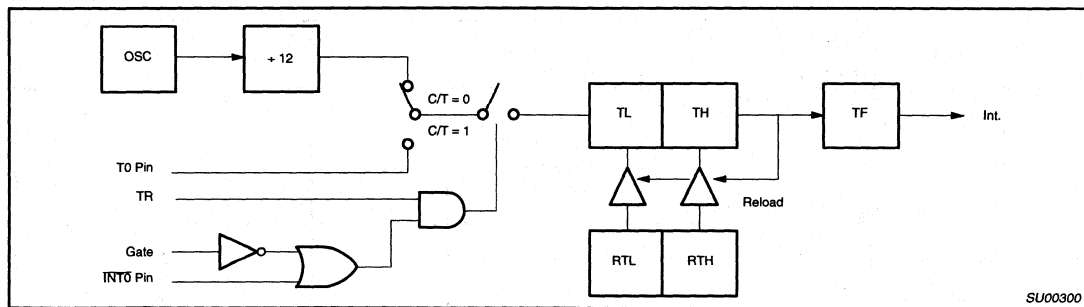 OSC
÷ 12
C/T = 0
C/T = 1
TL
TH
TF
Int.
T0 Pin
TR
Reload
Gate
INT0 Pin
RTL
RTH
SU00300